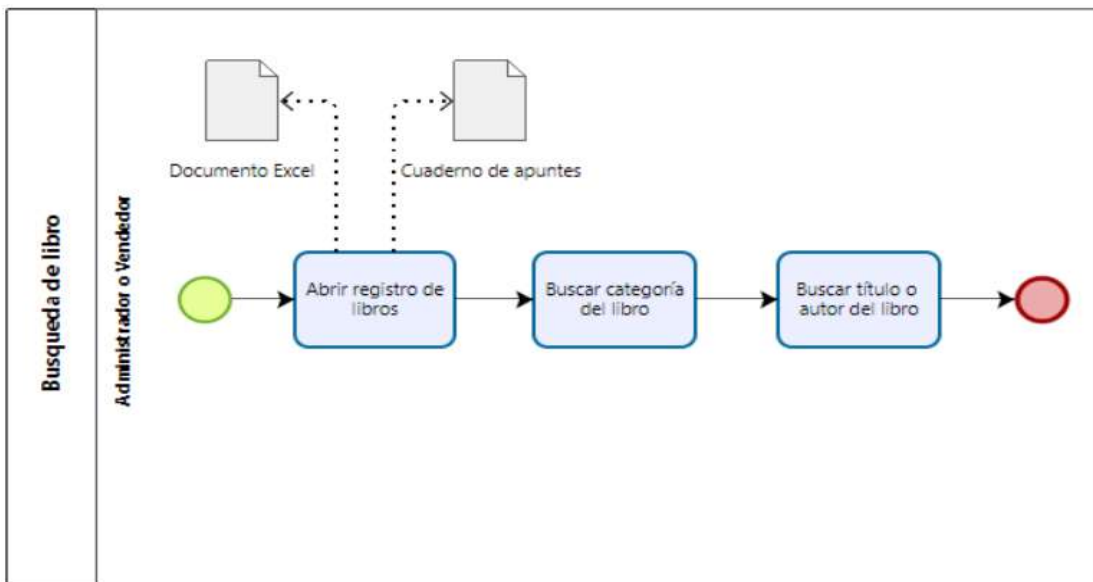 Busqueda de libro
Administrador o Vendedor
Documento Excel
Cuaderno de apuntes
Abrir registro de
libros
Buscar categoría
del libro
Buscar título o
autor del libro